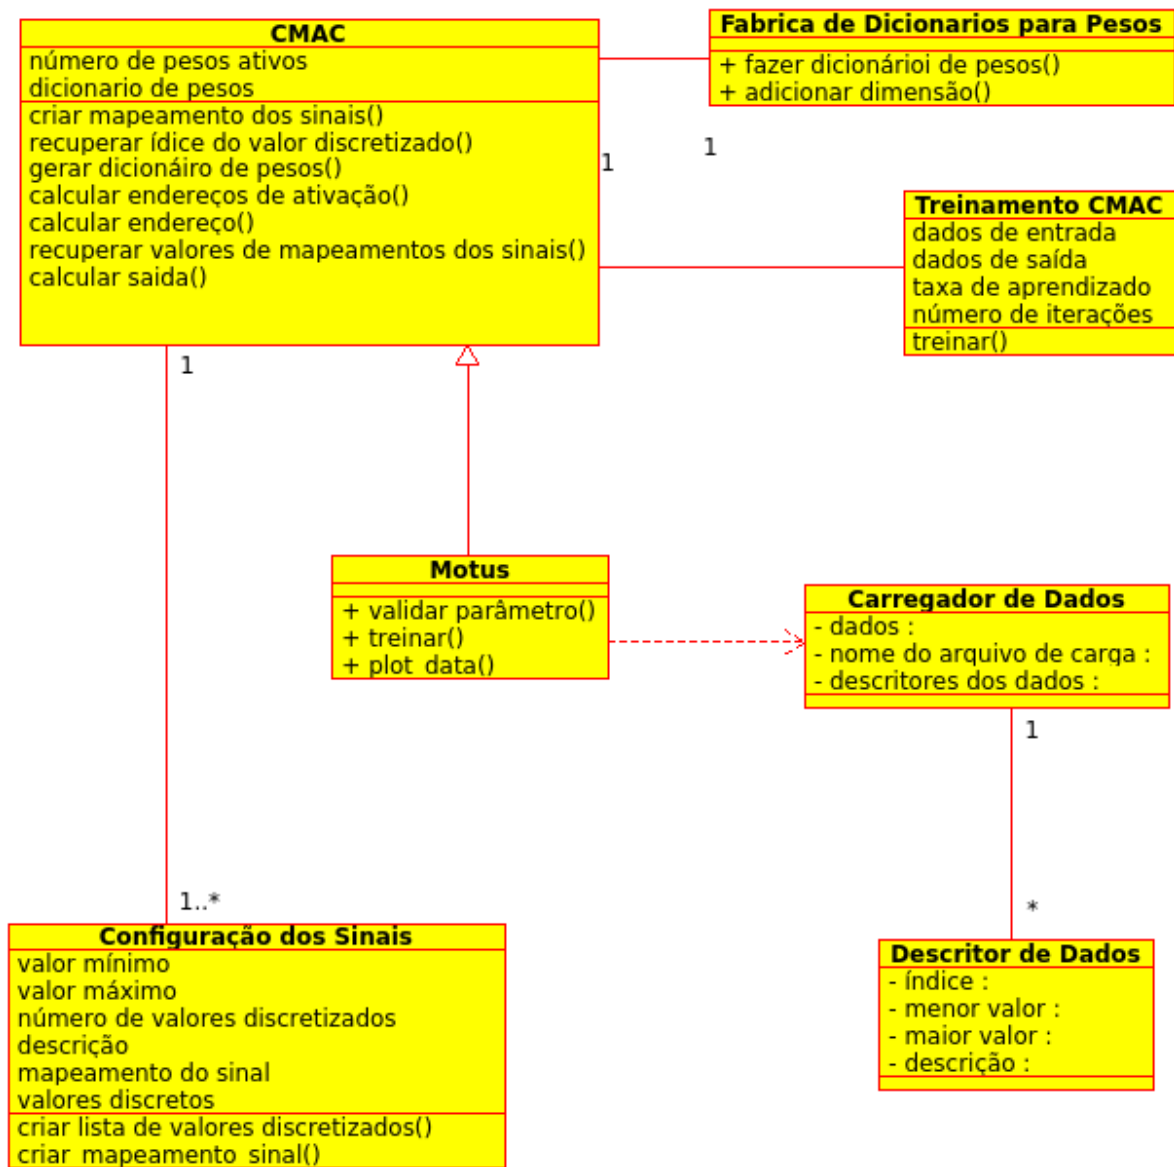 CMAC
número de pesos ativos
dicionario de pesos
criar mapeamento dos sinais()
recuperar ídice do valor discretizado()
gerar dicionáiro de pesos()
calcular endereços de ativação()
calcular endereço()
recuperar valores de mapeamentos dos sinais()
calcular saida()
Fabrica de Dicionarios para Pesos
+ fazer dicionárioi de pesos()
+ adicionar dimensão()
1
1
Treinamento CMAC
dados de entrada
dados de saída
taxa de aprendizado
número de iterações
treinar()
1
Motus
+ validar parâmetro()
+ treinar()
+ plot_data()
Carregador de Dados
- dados :
- nome do arquivo de carga :
- descritores dos dados :
1
*
1..*
Configuração dos Sinais
valor mínimo
valor máximo
número de valores discretizados
descrição
mapeamento do sinal
valores discretos
criar lista de valores discretizados()
criar_mapeamento_sinal()
Descritor de Dados
- índice :
- menor valor :
- maior valor :
- descrição :